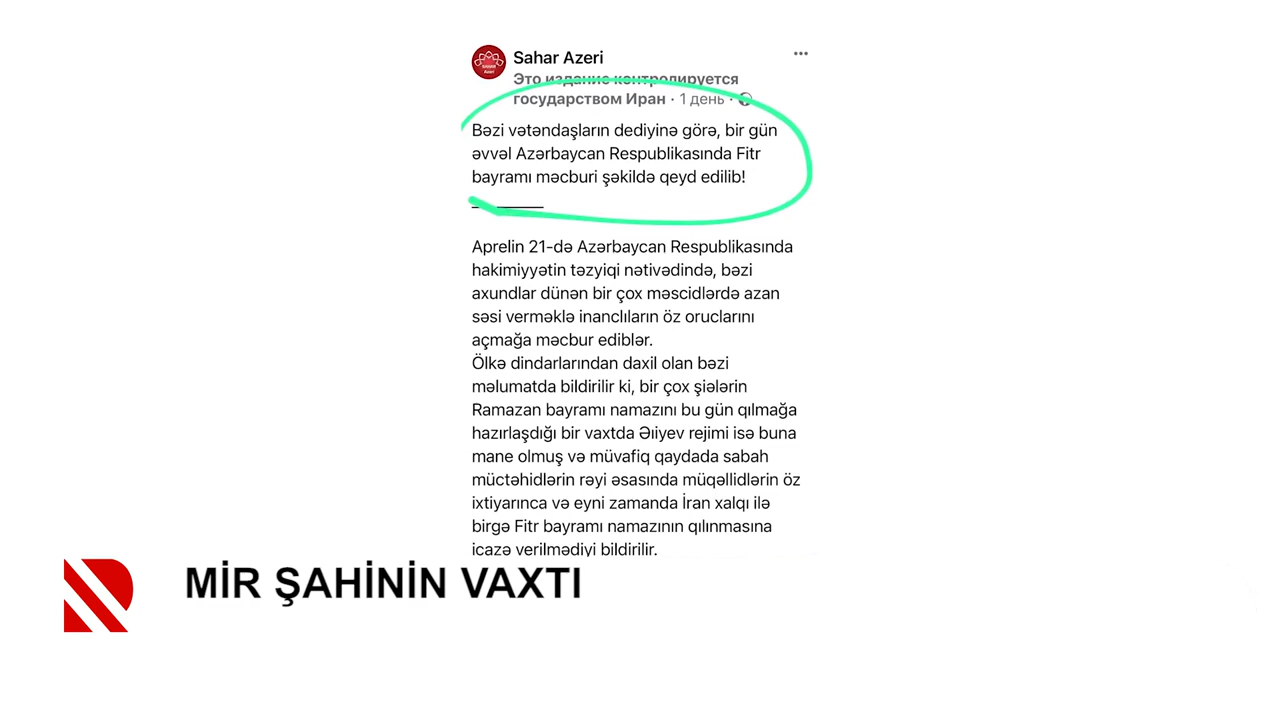 Sahar Azeri
Это издание контролируется
государством Иран · 1 день ·
Bəzi vətəndaşların dediyinə görə, bir gün
əvvəl Azərbaycan Respublikasında Fitr
bayramı məcburi şəkildə qeyd edilib!
Aprelin 21-də Azərbaycan Respublikasında
hakimiyyətin təzyiqi nətivədində, bəzi
axundlar dünən bir çox məscidlərdə azan
səsi verməklə inanclıların öz oruclarını
açmağa məcbur ediblər.
Ölkə dindarlarından daxil olan bəzi
məlumatda bildirilir ki, bir çox şiələrin
Ramazan bayramı namazını bu gün qılmağa
hazırlaşdığı bir vaxtda Əıiyev rejimi isə buna
mane olmuş və müvafiq qaydada sabah
müctəhidlərin rəyi əsasında müqəllidlərin öz
ixtiyarınca və eyni zamanda İran xalqı ilə
birgə Fitr bayramı namazının qılınmasına
icazə verilmədiyi bildirilir.
MİR ŞAHİNİN VAXTI